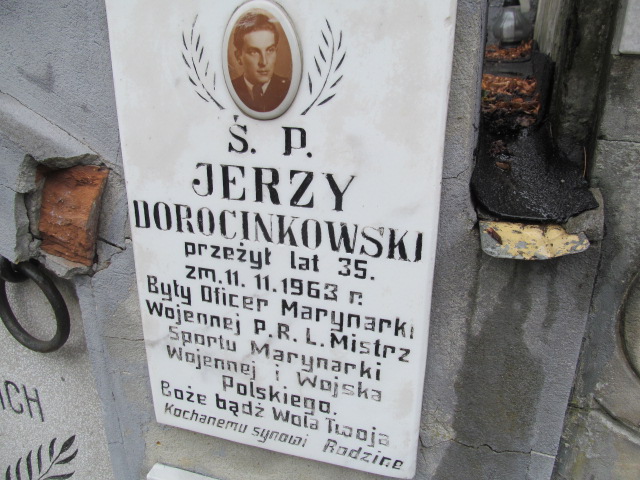 Ś. P.
JERZY
DOROCINKOWSKI
przeżył lat 35.
zm. 11. 11. 1963 r.
Były Oficer Marynarki
Wojennej P. R. L. Mistrz
Sportu Marynarki
Wojennej i Wojska
Polskiego.
Boże bądź Wola Twoja
Kochanemu synowi Rodzice
ICH